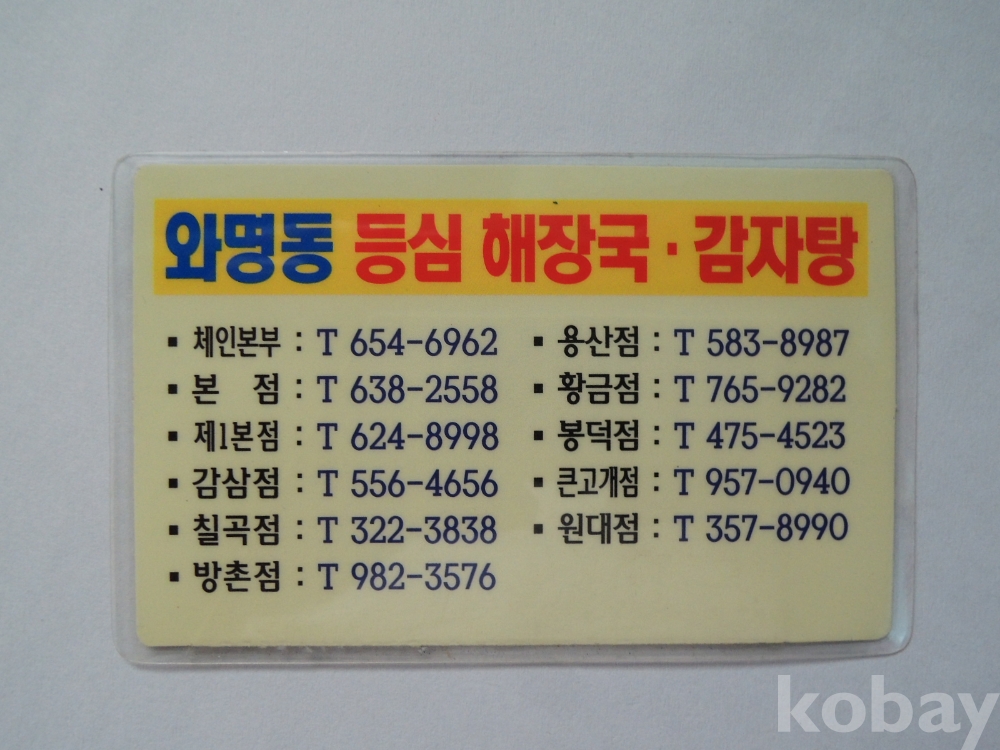 와명동 등심 해장국·감자탕
▪ 체인본부 : T 654-6962
▪ 본 점 : T 638-2558
▪ 제1본점 : T 624-8998
▪ 감삼점 : T 556-4656
▪ 칠곡점 : T 322-3838
▪ 방촌점 : T 982-3576
▪ 용산점 : T 583-8987
▪ 황금점 : T 765-9282
▪ 봉덕점 : T 475-4523
▪ 큰고개점 : T 957-0940
▪ 원대점 : T 357-8990
kobay